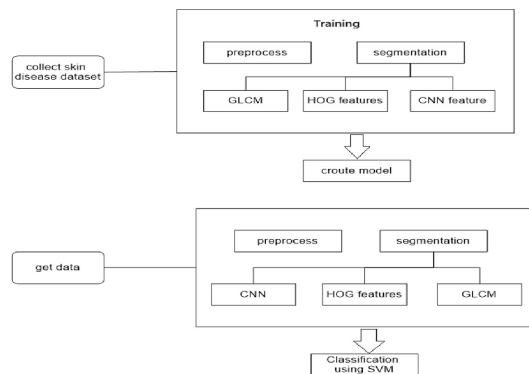 Training
preprocess
segmentation
collect skin
disease dataset
GLCM
HOG features
CNN feature
croute model
preprocess
segmentation
get data
CNN
HOG features
GLCM
Classification
using SVM